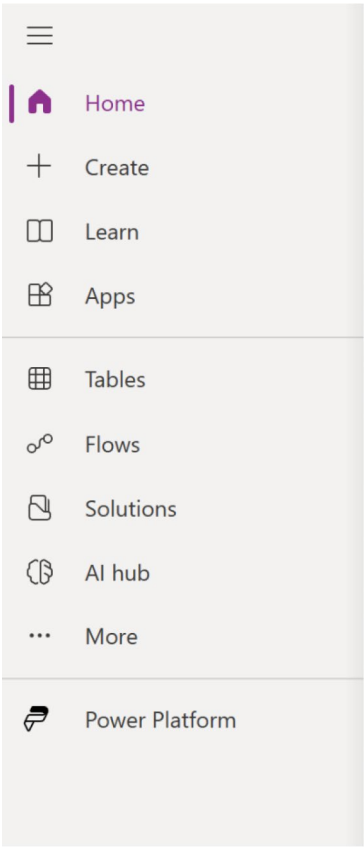 Home
Create
Learn
Apps
Tables
Flows
Solutions
AI hub
More
Power Platform